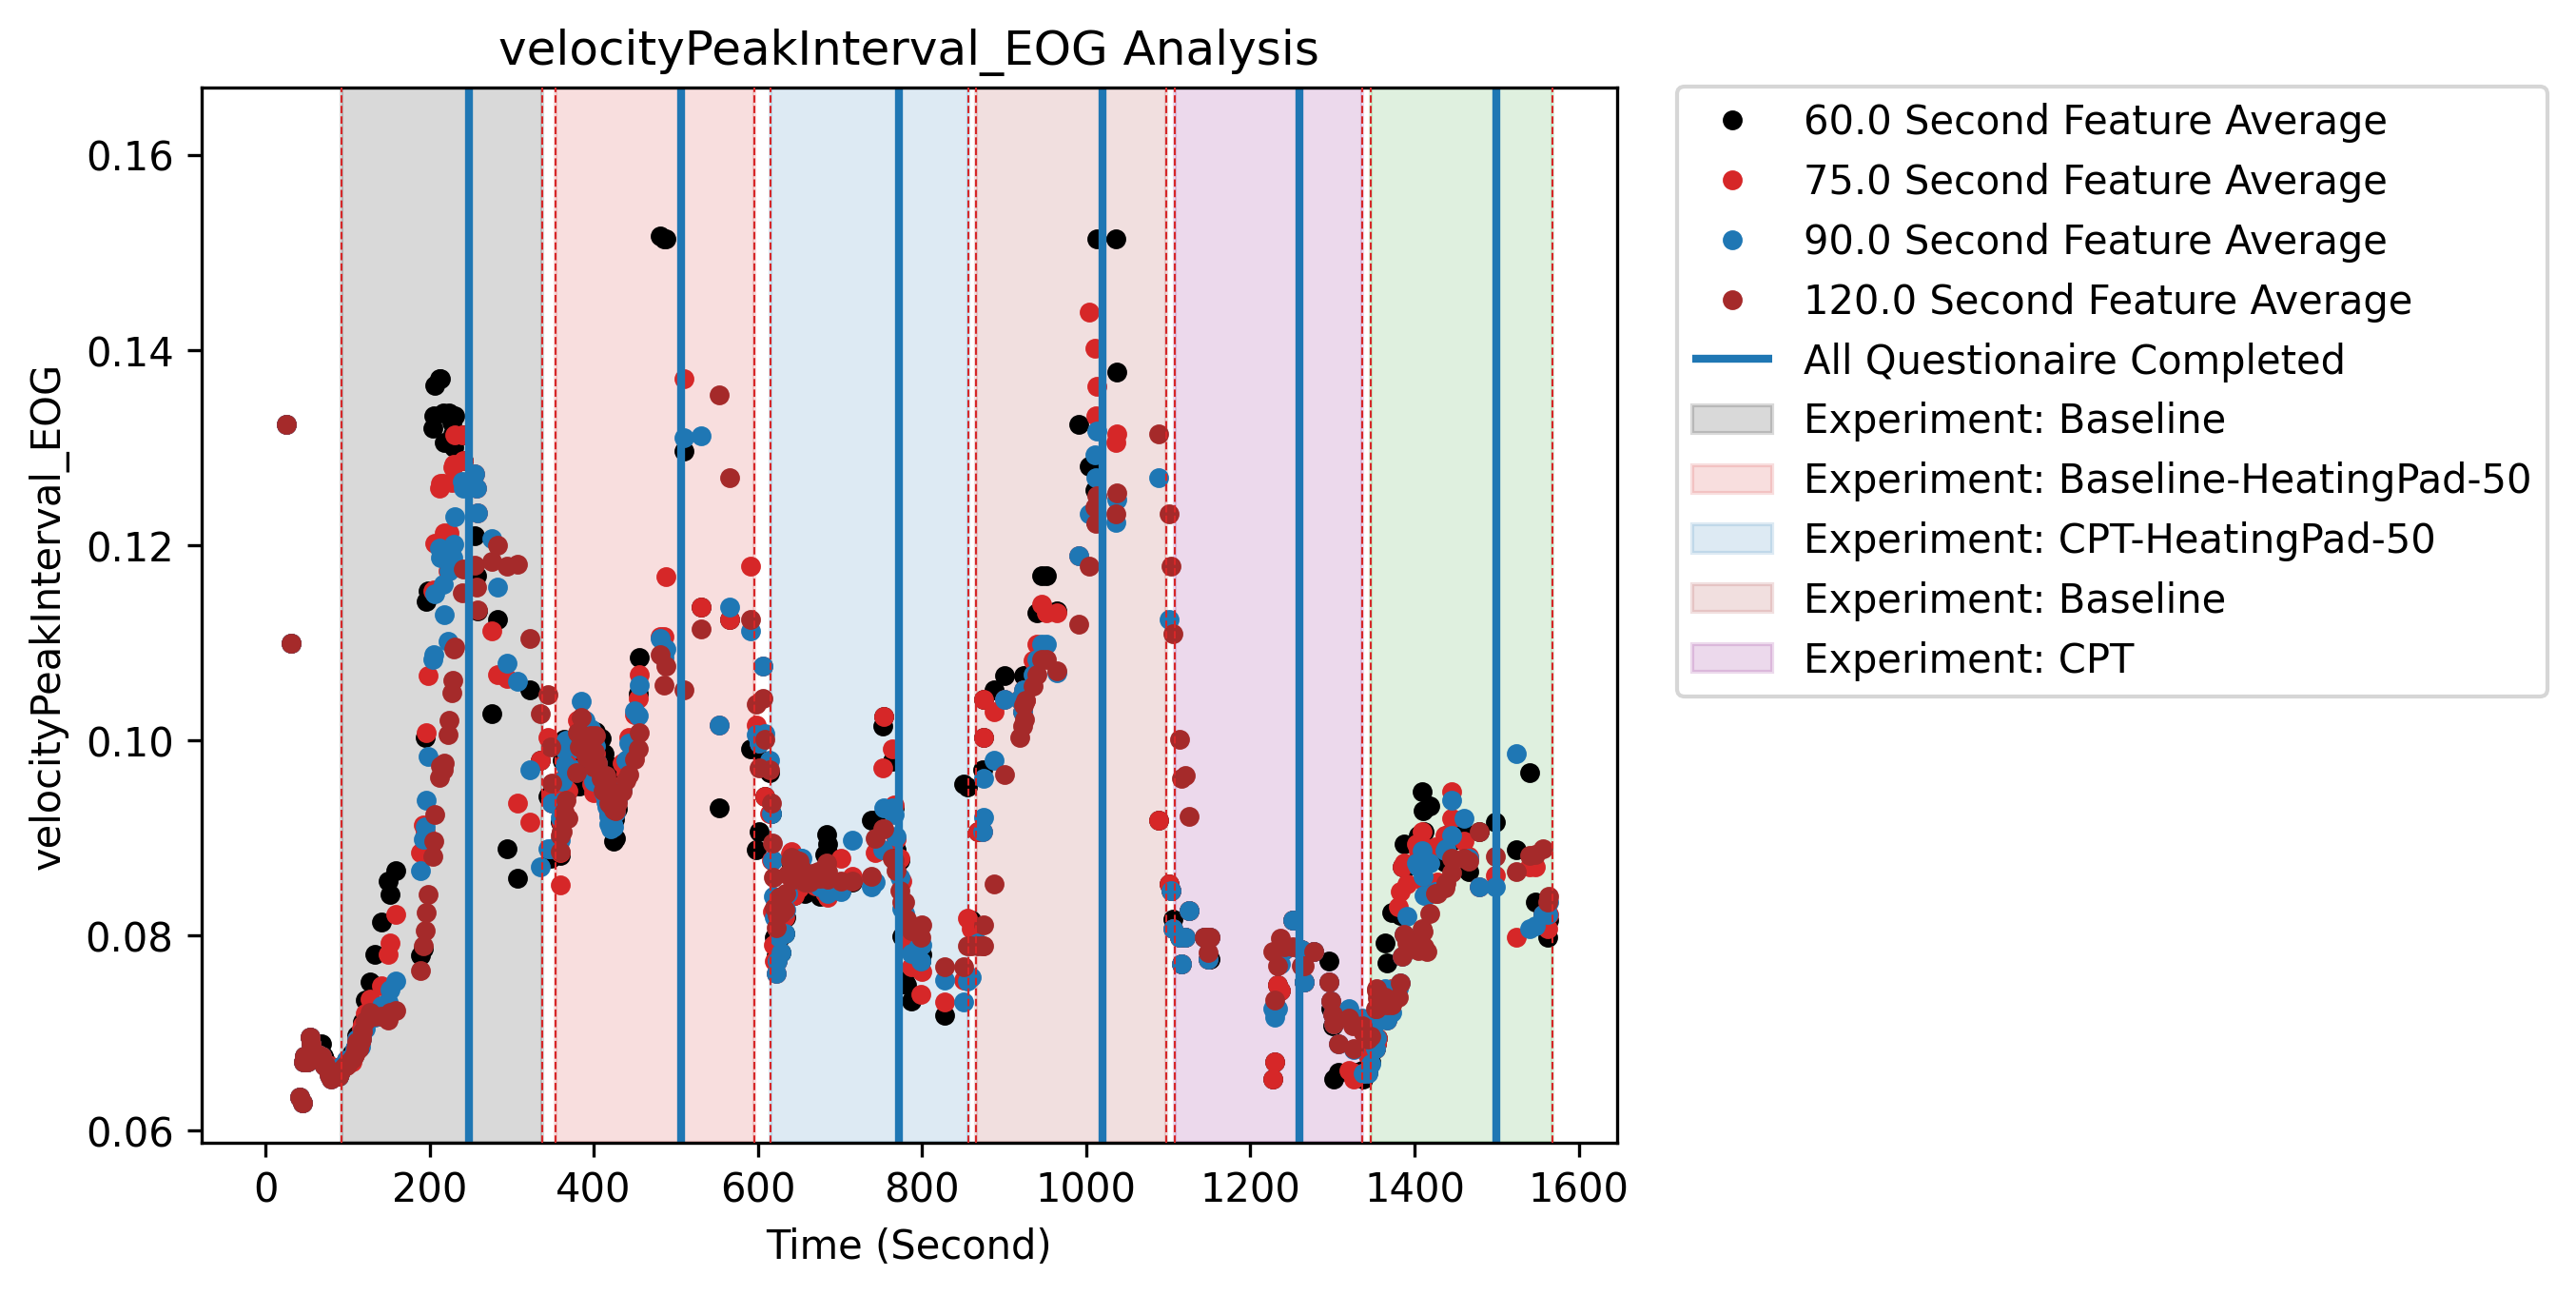 velocityPeakInterval_EOG Analysis
velocityPeakInterval_EOG
0.16
0.14
0.12
0.10
0.08
0.06
0 200 400 600 800 1000 1200 1400 1600
Time (Second)
60.0 Second Feature Average
75.0 Second Feature Average
90.0 Second Feature Average
120.0 Second Feature Average
All Questionaire Completed
Experiment: Baseline
Experiment: Baseline-HeatingPad-50
Experiment: CPT-HeatingPad-50
Experiment: Baseline
Experiment: CPT